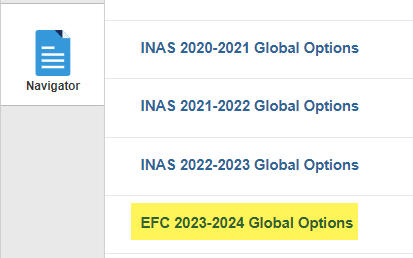 INAS 2020-2021 Global Options
Navigator
INAS 2021-2022 Global Options
INAS 2022-2023 Global Options
EFC 2023-2024 Global Options